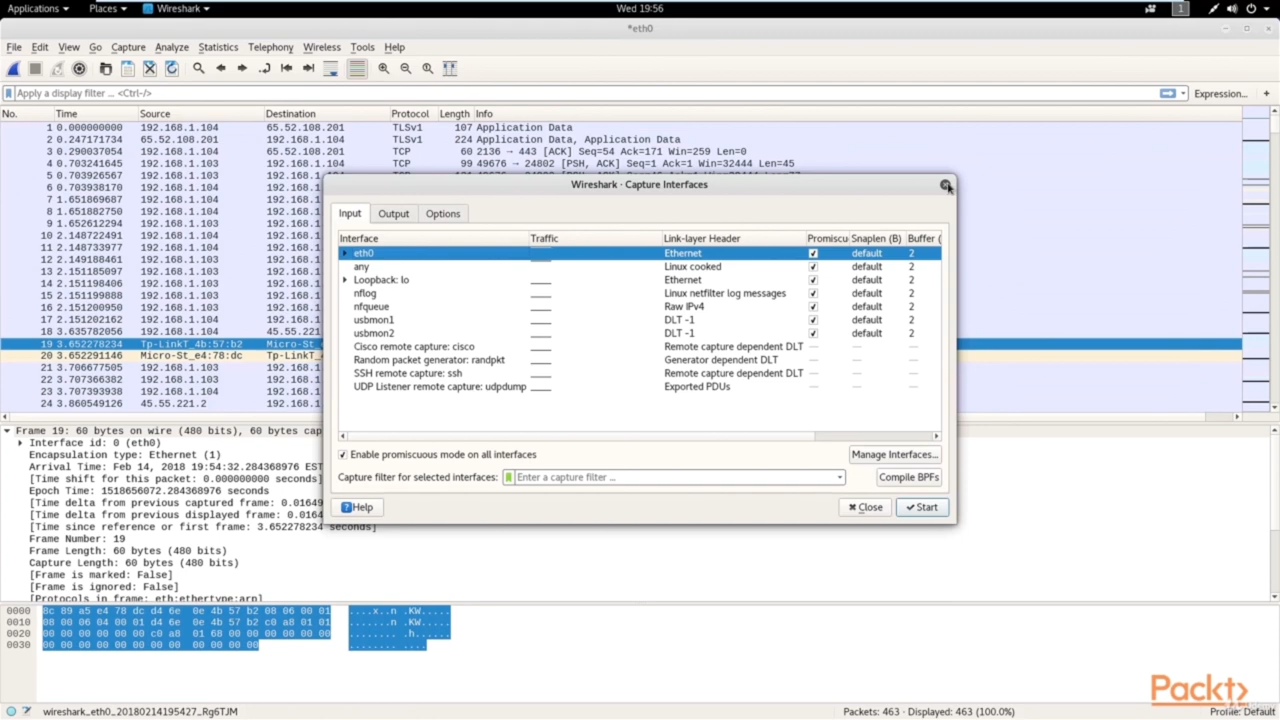 Applications Places Wireshark Wed 19:56 1
*eth0
File Edit View Go Capture Analyze Statistics Telephony Wireless Tools Help
Apply a display filter ... <Ctrl-/> Expression... +
No. Time Source Destination Protocol Length Info
1 0.000000000 192.168.1.104 65.52.108.201 TLSv1 107 Application Data
2 0.247171734 65.52.108.201 192.168.1.104 TLSv1 224 Application Data, Application Data
3 0.290037054 192.168.1.104 65.52.108.201 TCP 60 2136 → 443 [ACK] Seq=54 Ack=171 Win=259 Len=0
4 0.703241645 192.168.1.103 192.168.1.104 TCP 99 49676 → 24802 [PSH, ACK] Seq=1 Ack=1 Win=32444 Len=45
5 0.703926567 192.168.1.103
6 0.703938170 192.168.1.104
7 1.651869687 192.168.1.104
8 1.651882750 192.168.1.104
9 1.652612294 192.168.1.103
10 2.148722491 192.168.1.104
11 2.148733977 192.168.1.104
12 2.149188461 192.168.1.103
13 2.151185097 192.168.1.103
14 2.151198406 192.168.1.104
15 2.151199888 192.168.1.103
16 2.151200950 192.168.1.103
17 2.151202162 192.168.1.104
18 3.635782056 192.168.1.104 45.55.221
19 3.652278234 Tp-LinkT_4b:57:b2 Micro-S
20 3.652291146 Micro-St_e4:78:dc Tp-LinkT
21 3.706677505 192.168.1.103 192.168.1
22 3.707366382 192.168.1.103 192.168.1
23 3.707393938 192.168.1.104 192.168.1
24 3.860549126 45.55.221.2 192.168.1
Wireshark · Capture Interfaces
Input Output Options
Interface Traffic Link-layer Header Promiscu Snaplen (B) Buffer (
eth0 Ethernet default 2
any Linux cooked default 2
Loopback: lo Ethernet default 2
nflog Linux netfilter log messages default 2
nfqueue Raw IPv4 default 2
usbmon1 DLT -1 default 2
usbmon2 DLT -1 default 2
Cisco remote capture: cisco Remote capture dependent DLT — —
Random packet generator: randpkt Generator dependent DLT — —
SSH remote capture: ssh Remote capture dependent DLT — —
UDP Listener remote capture: udpdump Exported PDUs — —
Enable promiscuous mode on all interfaces Manage Interfaces...
Capture filter for selected interfaces: Enter a capture filter ... Compile BPFs
Help Close Start
Frame 19: 60 bytes on wire (480 bits), 60 bytes cap
Interface id: 0 (eth0)
Encapsulation type: Ethernet (1)
Arrival Time: Feb 14, 2018 19:54:32.284368976 EST
[Time shift for this packet: 0.000000000 seconds]
Epoch Time: 1518656072.284368976 seconds
[Time delta from previous captured frame: 0.01649
[Time delta from previous displayed frame: 0.0164
[Time since reference or first frame: 3.652278234 seconds]
Frame Number: 19
Frame Length: 60 bytes (480 bits)
Capture Length: 60 bytes (480 bits)
[Frame is marked: False]
[Frame is ignored: False]
[Protocols in frame: eth:ethertype:arp]
0000 8c 89 a5 e4 78 dc d4 6e 0e 4b 57 b2 08 06 00 01 ....x..n .KW.....
0010 08 00 06 04 00 01 d4 6e 0e 4b 57 b2 c0 a8 01 01 .......n .KW.....
0020 00 00 00 00 00 00 c0 a8 01 68 00 00 00 00 00 00 ........ .h......
0030 00 00 00 00 00 00 00 00 00 00 00 00 ........ ....
Packt
wireshark_eth0_20180214195427_Rg6TJM Packets: 463 · Displayed: 463 (100.0%) Profile: Default